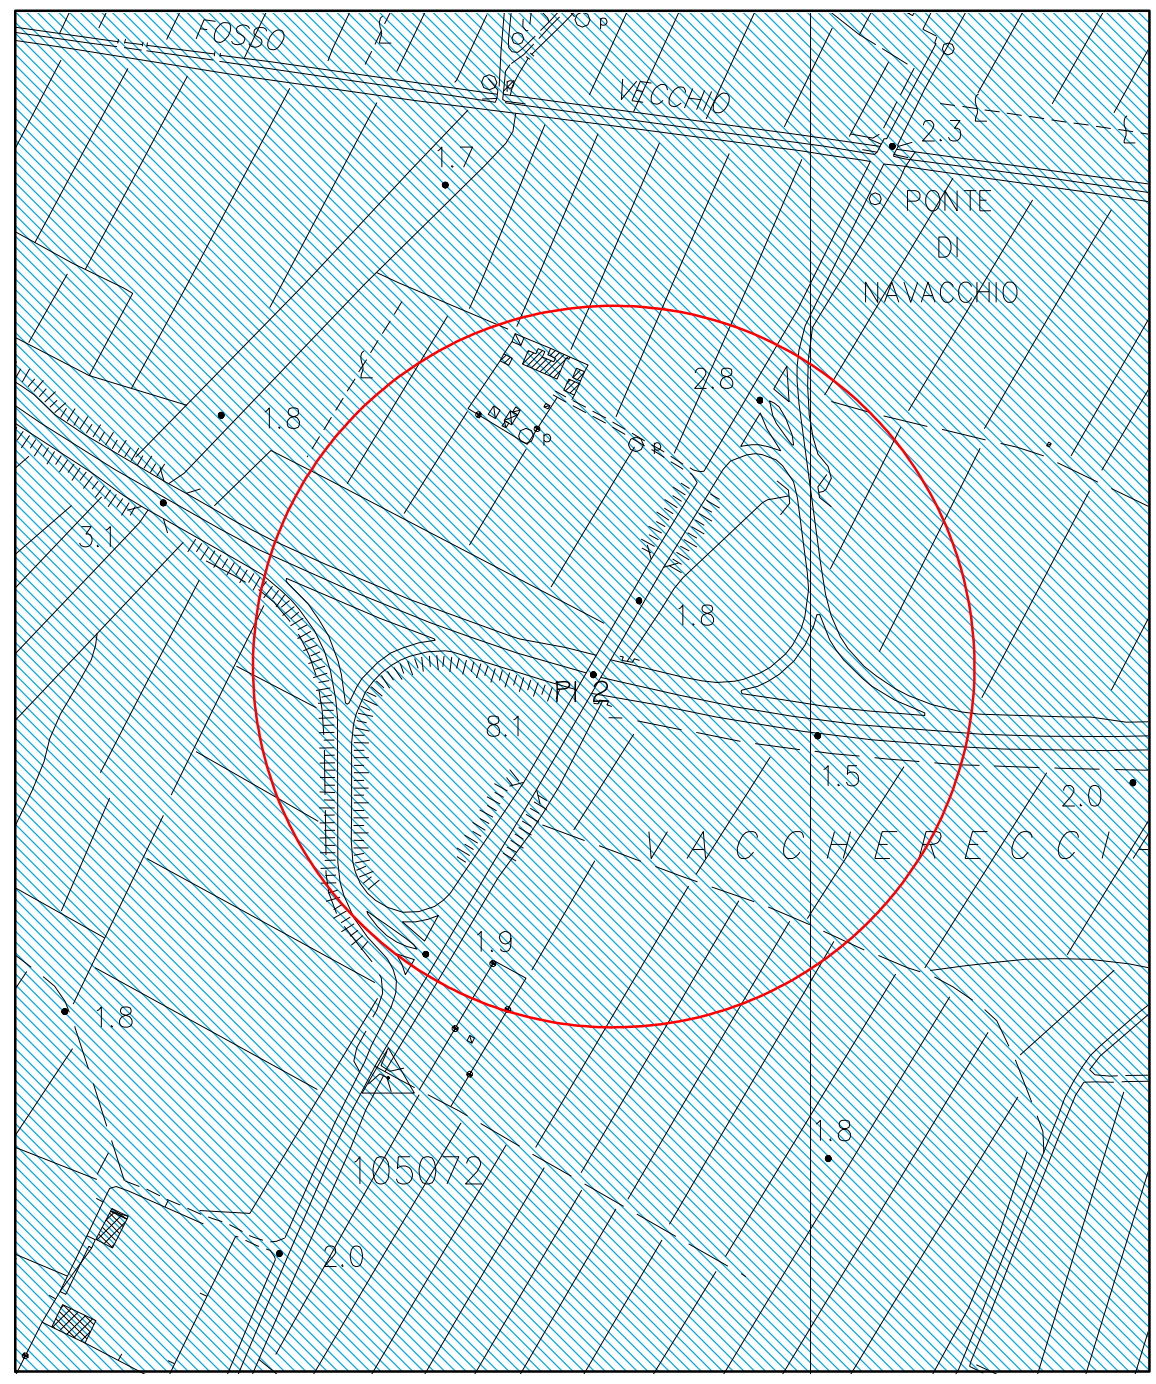 FOSSO
p
p
VECCHIO
2.3
1.7
PONTE
DI
NAVACCHIO
2.8
1.8
p
p
3.1
1.8
PI 2
8.1
1.5
2.0
VACCHERECCIA
1.9
1.8
1.8
105072
2.0